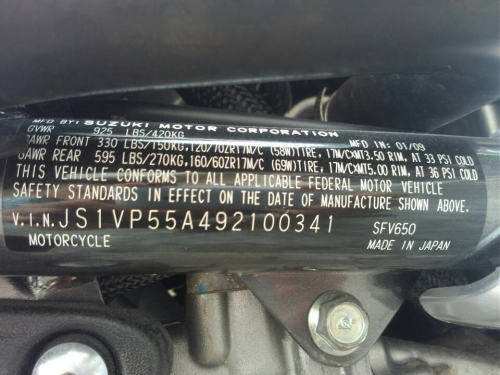 MFD BY: SUZUKI MOTOR CORPORATION
GVWR 925 LBS/420KG MFD IN: 01/09
GAWR FRONT 330 LBS/150KG,120/70ZR17M/C (58W)TIRE, 17M/C×MT3.50 RIM, AT 33 PSI COLD
GAWR REAR 595 LBS/270KG,160/60ZR17M/C (69W)TIRE, 17M/C×MT5.00 RIM, AT 36 PSI COLD
THIS VEHICLE CONFORMS TO ALL APPLICABLE FEDERAL MOTOR VEHICLE
SAFETY STANDARDS IN EFFECT ON THE DATE OF MANUFACTURE SHOWN ABOVE.
V.I.N. JS1VP55A492100341 SFV650
MOTORCYCLE MADE IN JAPAN